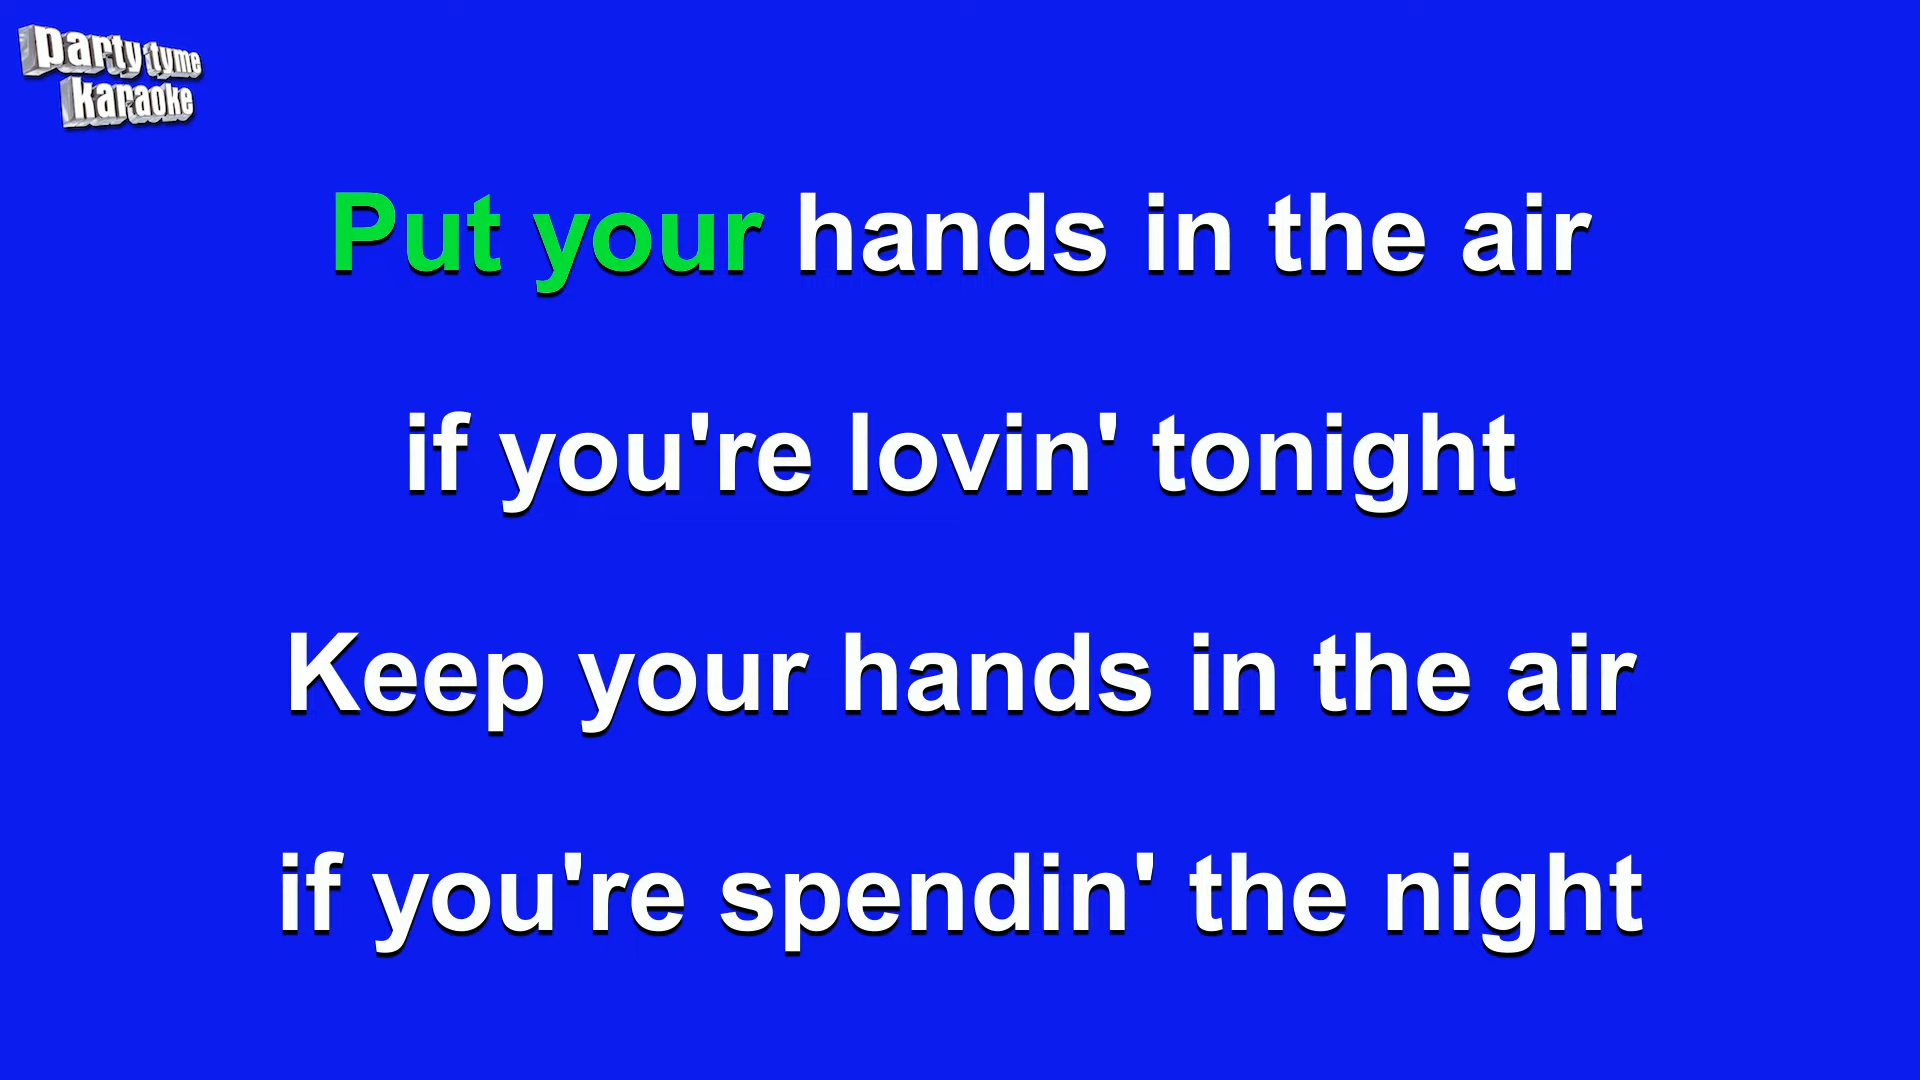 party tyme
karaoke
Put your hands in the air
if you're lovin' tonight
Keep your hands in the air
if you're spendin' the night